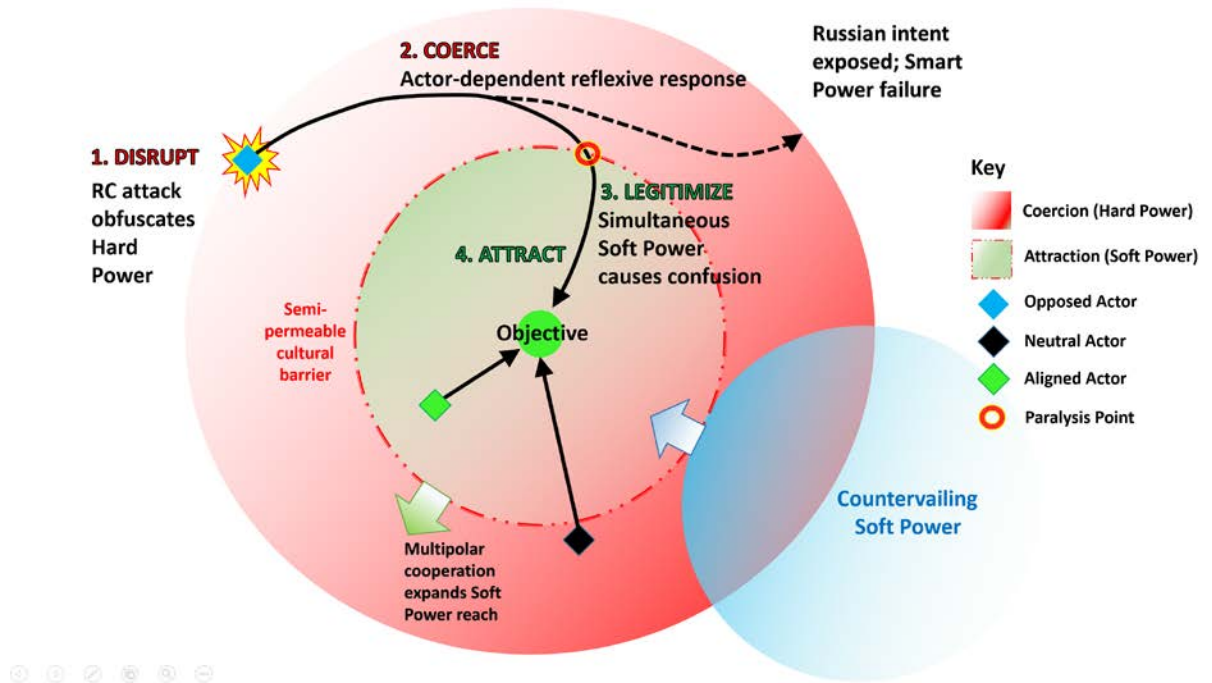 2. COERCE
Actor-dependent reflexive response
Russian intent
exposed; Smart
Power failure
1. DISRUPT
RC attack
obfuscates
Hard
Power
3. LEGITIMIZE
Simultaneous
Soft Power
causes confusion
4. ATTRACT
Objective
Semi-
permeable
cultural
barrier
Multipolar
cooperation
expands Soft
Power reach
Countervailing
Soft Power
Key
Coercion (Hard Power)
Attraction (Soft Power)
Opposed Actor
Neutral Actor
Aligned Actor
Paralysis Point